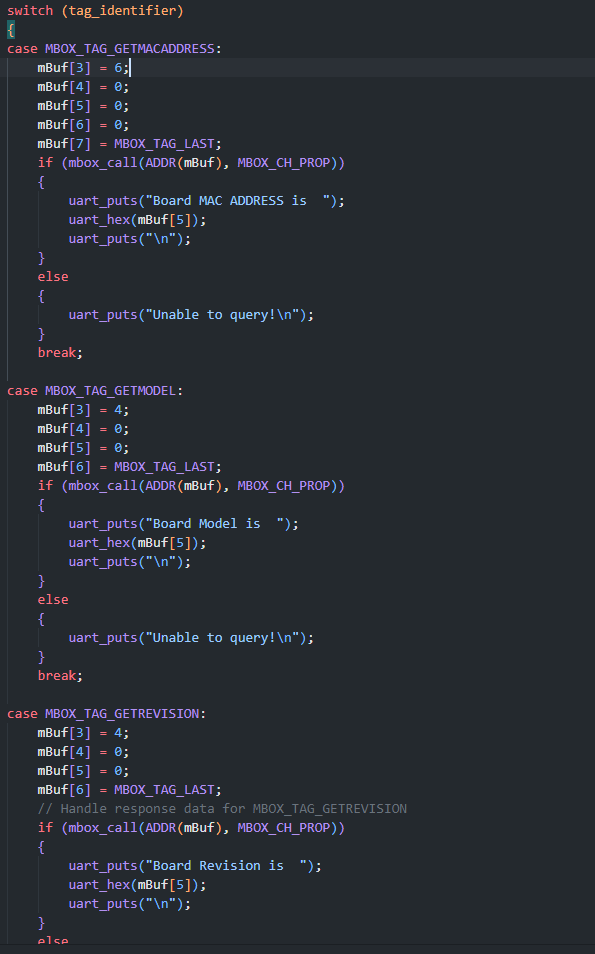 switch (tag_identifier)
{
case MBOX_TAG_GETMACADDRESS:
    mBuf[3] = 6;
    mBuf[4] = 0;
    mBuf[5] = 0;
    mBuf[6] = 0;
    mBuf[7] = MBOX_TAG_LAST;
    if (mbox_call(ADDR(mBuf), MBOX_CH_PROP))
    {
        uart_puts("Board MAC ADDRESS is  ");
        uart_hex(mBuf[5]);
        uart_puts("\n");
    }
    else
    {
        uart_puts("Unable to query!\n");
    }
    break;

case MBOX_TAG_GETMODEL:
    mBuf[3] = 4;
    mBuf[4] = 0;
    mBuf[5] = 0;
    mBuf[6] = MBOX_TAG_LAST;
    if (mbox_call(ADDR(mBuf), MBOX_CH_PROP))
    {
        uart_puts("Board Model is  ");
        uart_hex(mBuf[5]);
        uart_puts("\n");
    }
    else
    {
        uart_puts("Unable to query!\n");
    }
    break;

case MBOX_TAG_GETREVISION:
    mBuf[3] = 4;
    mBuf[4] = 0;
    mBuf[5] = 0;
    mBuf[6] = MBOX_TAG_LAST;
    // Handle response data for MBOX_TAG_GETREVISION
    if (mbox_call(ADDR(mBuf), MBOX_CH_PROP))
    {
        uart_puts("Board Revision is  ");
        uart_hex(mBuf[5]);
        uart_puts("\n");
    }
    else